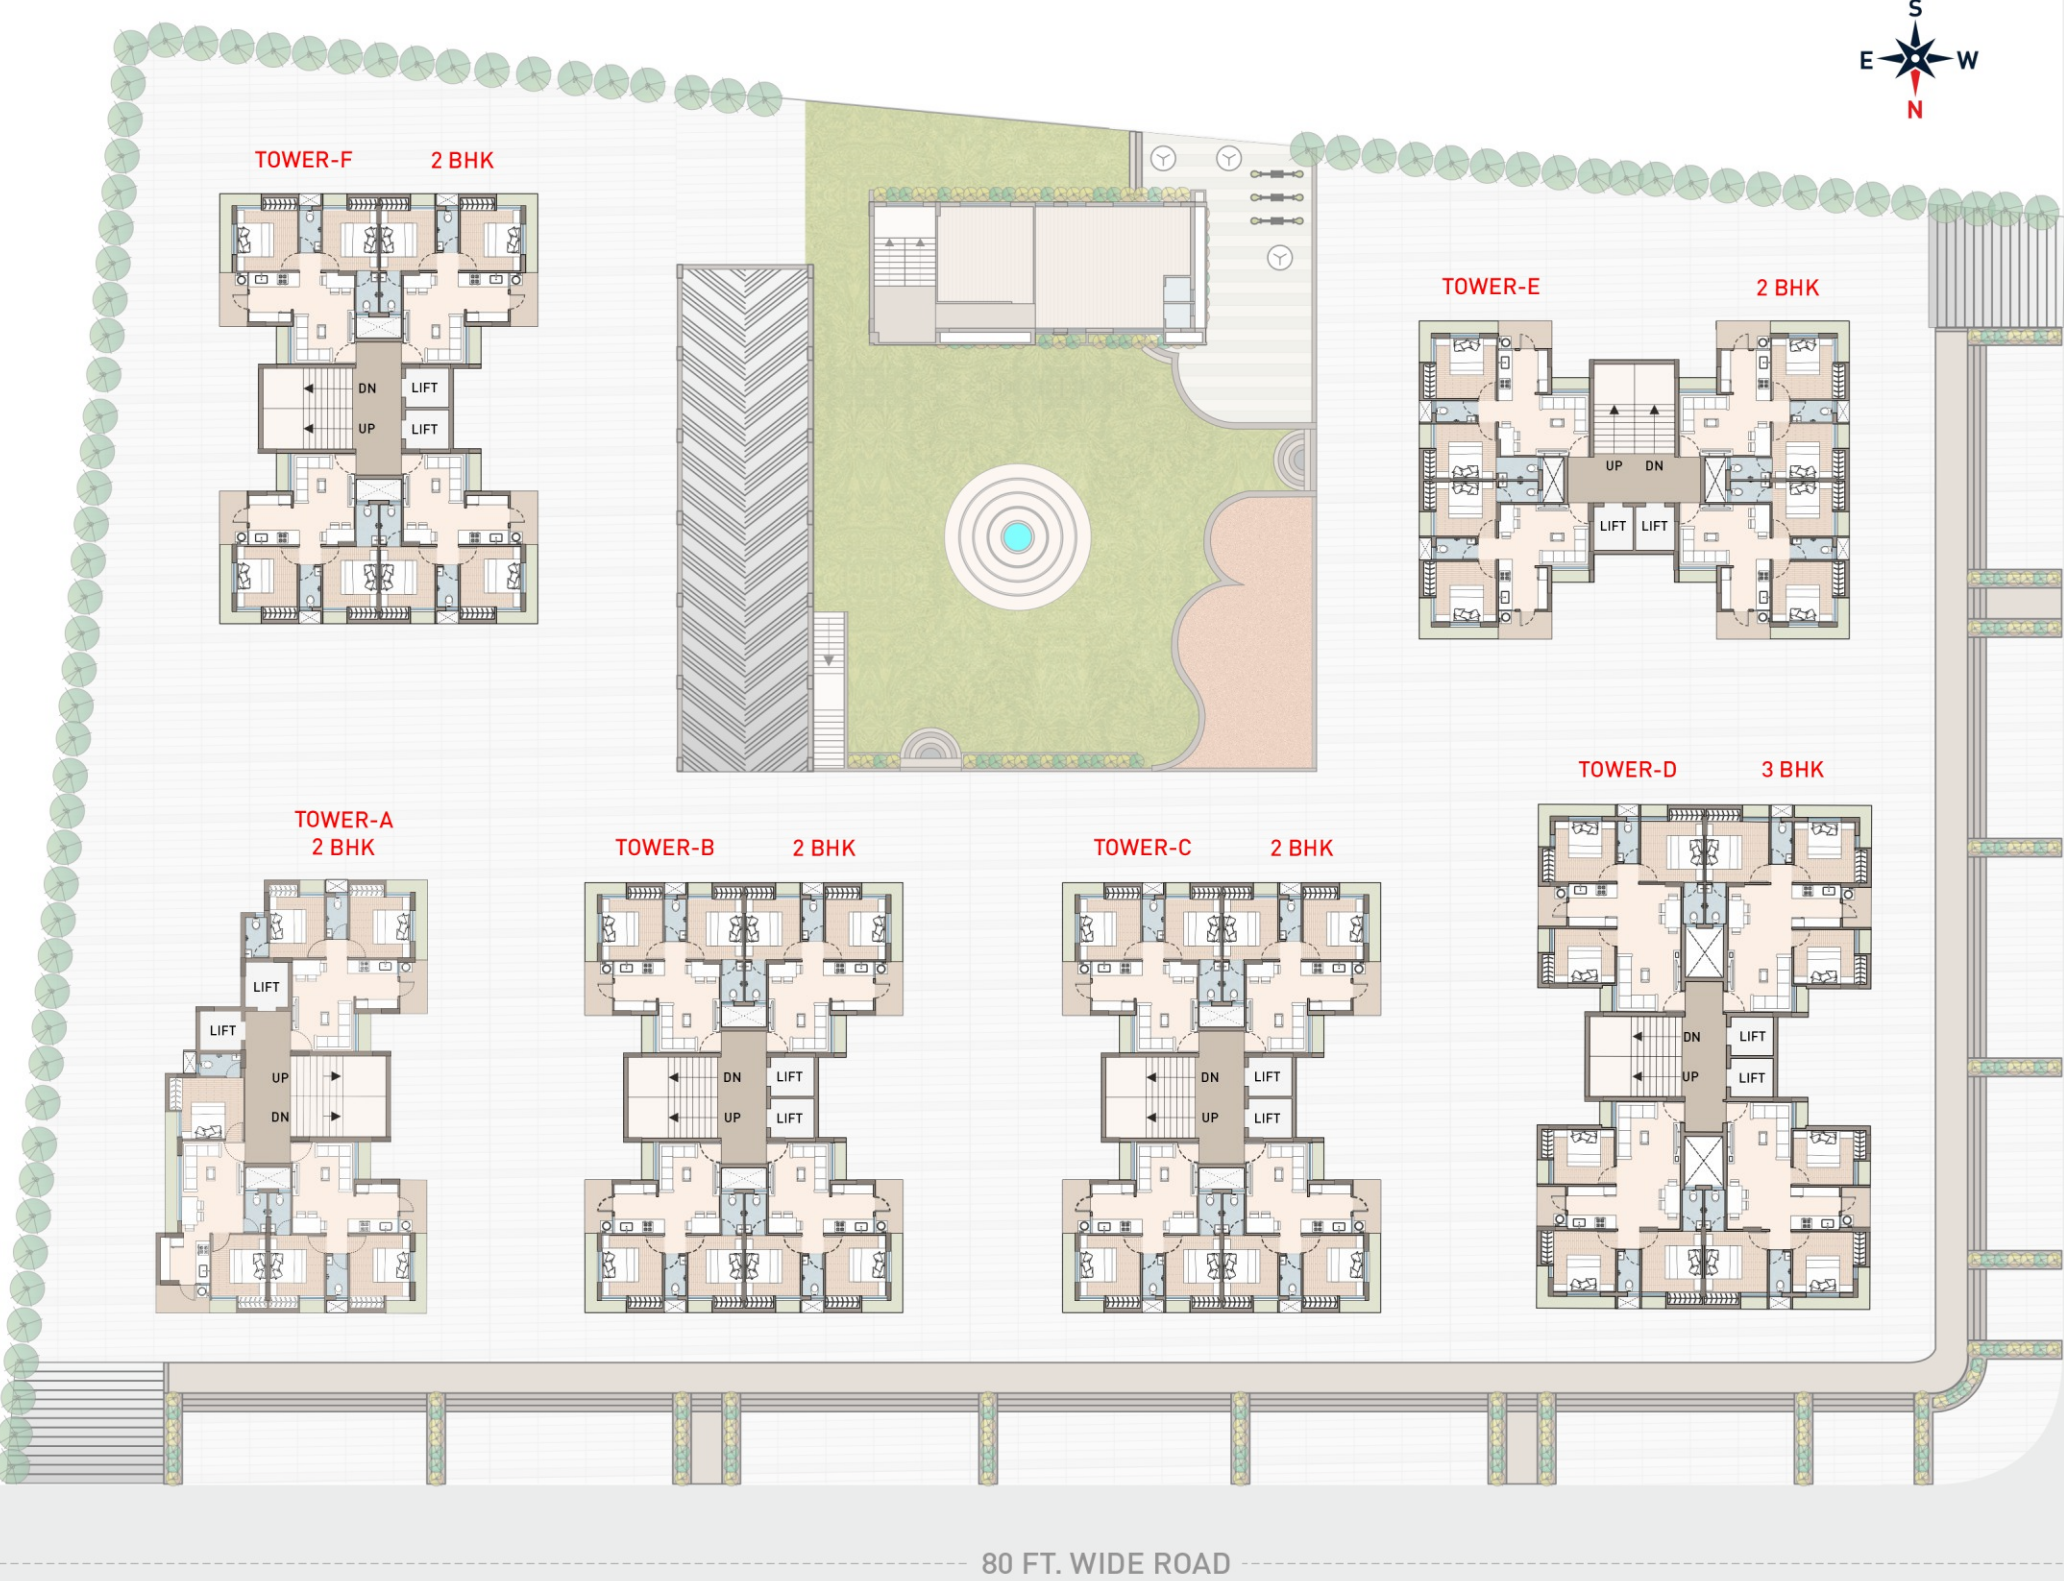 S
E W
N
TOWER-F 2 BHK
DN LIFT
UP LIFT
TOWER-E 2 BHK
UP DN
LIFT LIFT
TOWER-D 3 BHK
DN LIFT
UP LIFT
TOWER-A
2 BHK
LIFT
LIFT
UP
DN
TOWER-B 2 BHK
DN LIFT
UP LIFT
TOWER-C 2 BHK
DN LIFT
UP LIFT
80 FT. WIDE ROAD